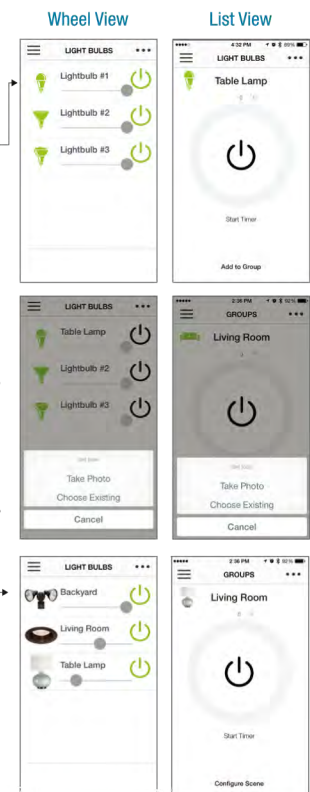 Wheel View
List View
LIGHT BULBS
Lightbulb #1
Lightbulb #2
Lightbulb #3
4:32 PM
LIGHT BULBS
Table Lamp
Start Timer
Add to Group
LIGHT BULBS
Table Lamp
Lightbulb #2
Lightbulb #3
Take Photo
Choose Existing
Cancel
2:36 PM 92%
GROUPS
Living Room
Take Photo
Choose Existing
Cancel
LIGHT BULBS
Backyard
Living Room
Table Lamp
2:36 PM 92%
GROUPS
Living Room
Start Timer
Configure Scene